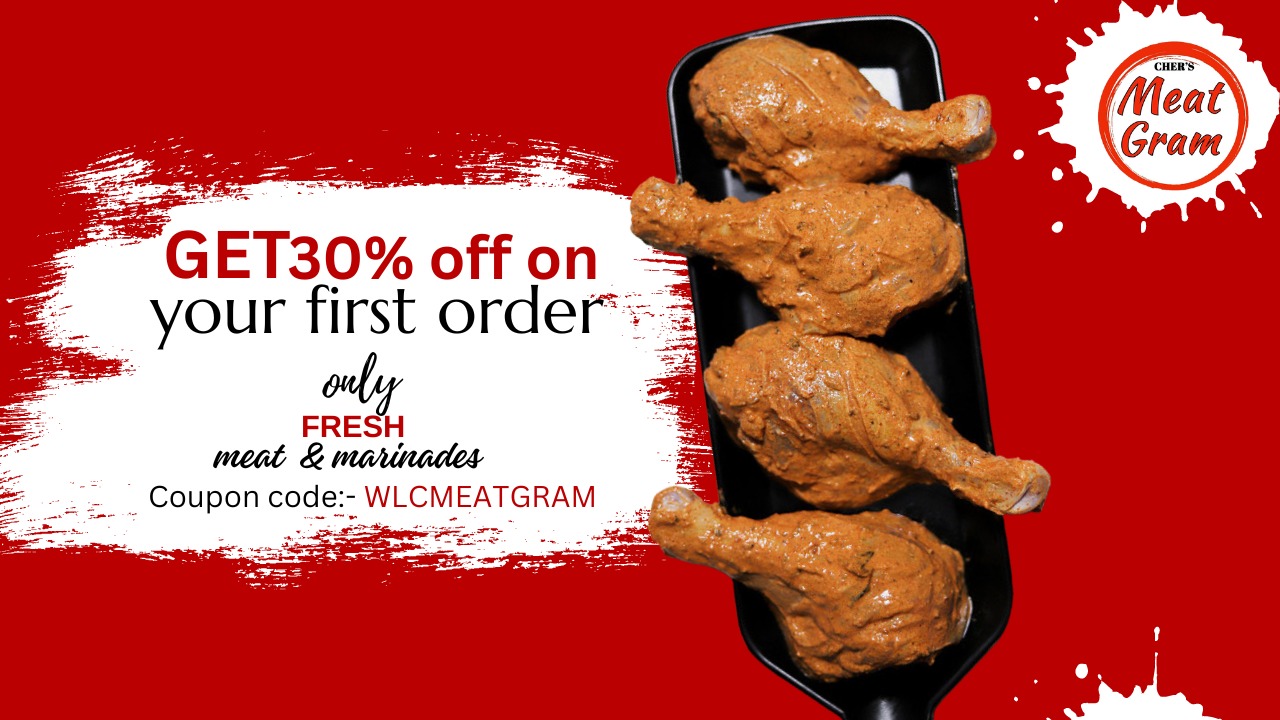 GET30% off on
your first order
only
FRESH
meat & marinades
Coupon code:- WLCMEATGRAM
CHER'S
Meat
Gram